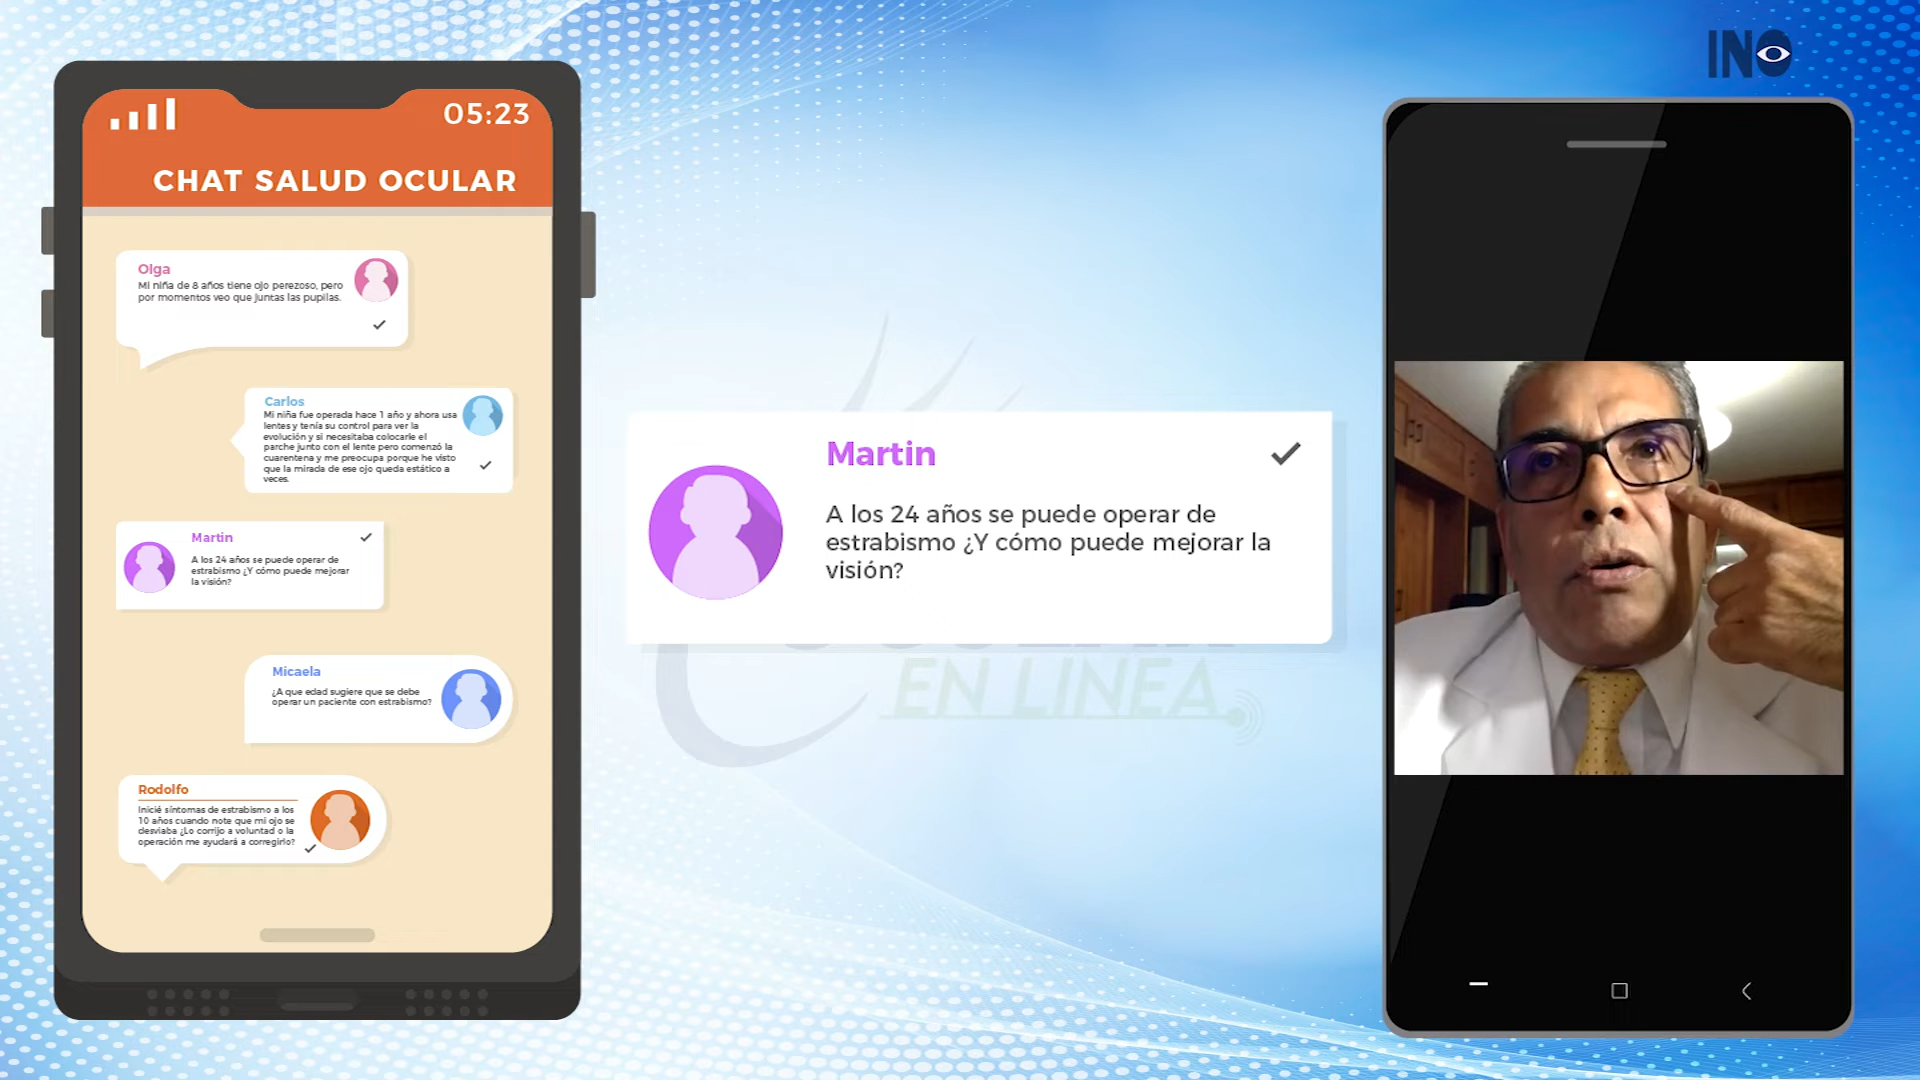 INO
05:23
CHAT SALUD OCULAR
Olga
Mi niña de 8 años tiene ojo perezoso, pero
por momentos veo que juntas las pupilas.
Carlos
Mi niña fue operada hace 1 año y ahora usa
lentes y tenía su control para ver la
evolución y si necesitaba colocarle el
parche junto con el lente pero comenzó la
cuarentena y me preocupa porque he visto
que la mirada de ese ojo queda estático a
veces.
Martin
A los 24 años se puede operar de
estrabismo ¿Y cómo puede mejorar
la visión?
Micaela
¿A que edad sugiere que se debe
operar un paciente con estrabismo?
Rodolfo
Inicié síntomas de estrabismo a los
10 años cuando note que mi ojo se
desviaba ¿Lo corrijo a voluntad o la
operación me ayudará a corregirlo?
Martin
A los 24 años se puede operar de
estrabismo ¿Y cómo puede mejorar la
visión?
EN LINEA